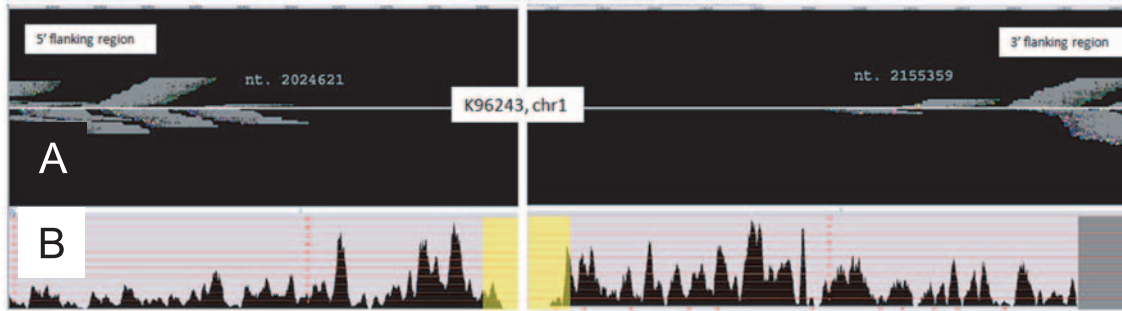 5' flanking region
3' flanking region
nt. 2024621
nt. 2155359
K96243, chr1
A
B